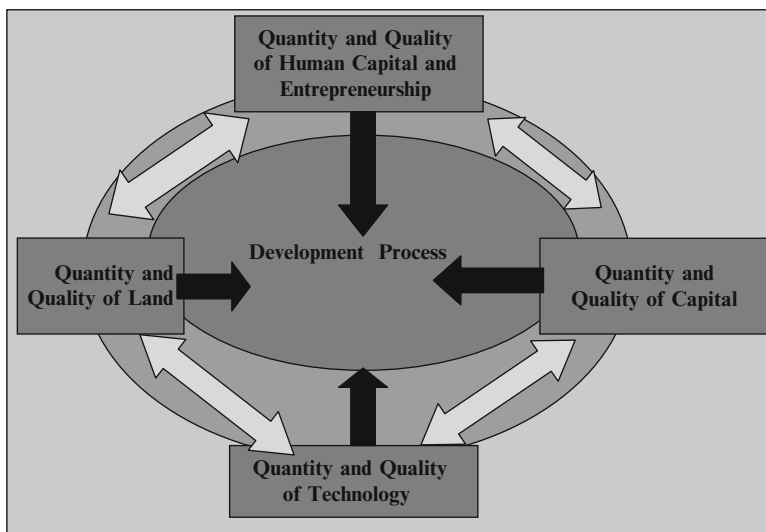 Quantity and Quality
of Human Capital and
Entrepreneurship
Development Process
Quantity and
Quality of Land
Quantity and
Quality of Capital
Quantity and Quality
of Technology